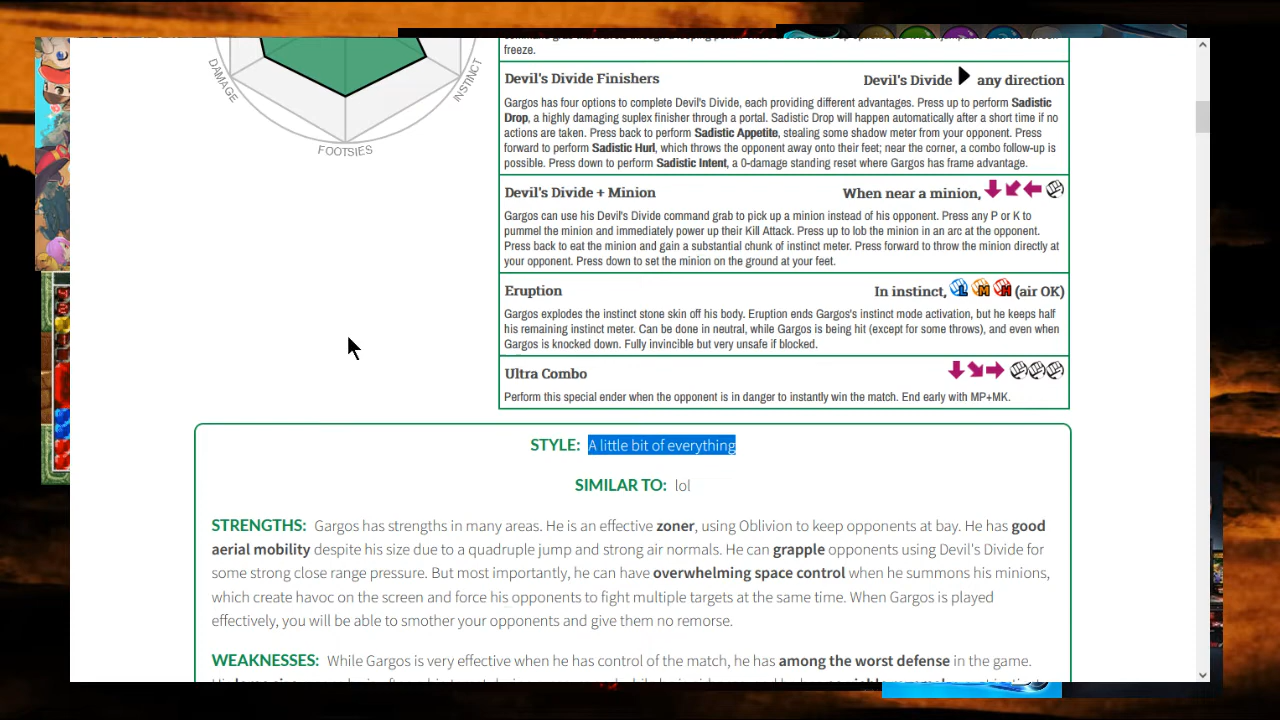 DAMAGE
INSTINCT
FOOTSIES
freeze.
Devil's Divide Finishers Devil's Divide any direction
Gargos has four options to complete Devil's Divide, each providing different advantages. Press up to perform Sadistic
Drop, a highly damaging suplex finisher through a portal. Sadistic Drop will happen automatically after a short time if no
actions are taken. Press back to perform Sadistic Appetite, stealing some shadow meter from your opponent. Press
forward to perform Sadistic Hurl, which throws the opponent away onto their feet; near the corner, a combo follow-up is
possible. Press down to perform Sadistic Intent, a 0-damage standing reset where Gargos has frame advantage.
Devil's Divide + Minion When near a minion,
Gargos can use his Devil's Divide command grab to pick up a minion instead of his opponent. Press any P or K to
pummel the minion and immediately power up their Kill Attack. Press up to lob the minion in an arc at the opponent.
Press back to eat the minion and gain a substantial chunk of instinct meter. Press forward to throw the minion directly at
your opponent. Press down to set the minion on the ground at your feet.
Eruption In instinct, L M H (air OK)
Gargos explodes the instinct stone skin off his body. Eruption ends Gargos's instinct mode activation, but he keeps half
his remaining instinct meter. Can be done in neutral, while Gargos is being hit (except for some throws), and even when
Gargos is knocked down. Fully invincible but very unsafe if blocked.
Ultra Combo
Perform this special ender when the opponent is in danger to instantly win the match. End early with MP+MK.
STYLE: A little bit of everything
SIMILAR TO: lol
STRENGTHS: Gargos has strengths in many areas. He is an effective zoner, using Oblivion to keep opponents at bay. He has good
aerial mobility despite his size due to a quadruple jump and strong air normals. He can grapple opponents using Devil's Divide for
some strong close range pressure. But most importantly, he can have overwhelming space control when he summons his minions,
which create havoc on the screen and force his opponents to fight multiple targets at the same time. When Gargos is played
effectively, you will be able to smother your opponents and give them no remorse.
WEAKNESSES: While Gargos is very effective when he has control of the match, he has among the worst defense in the game.